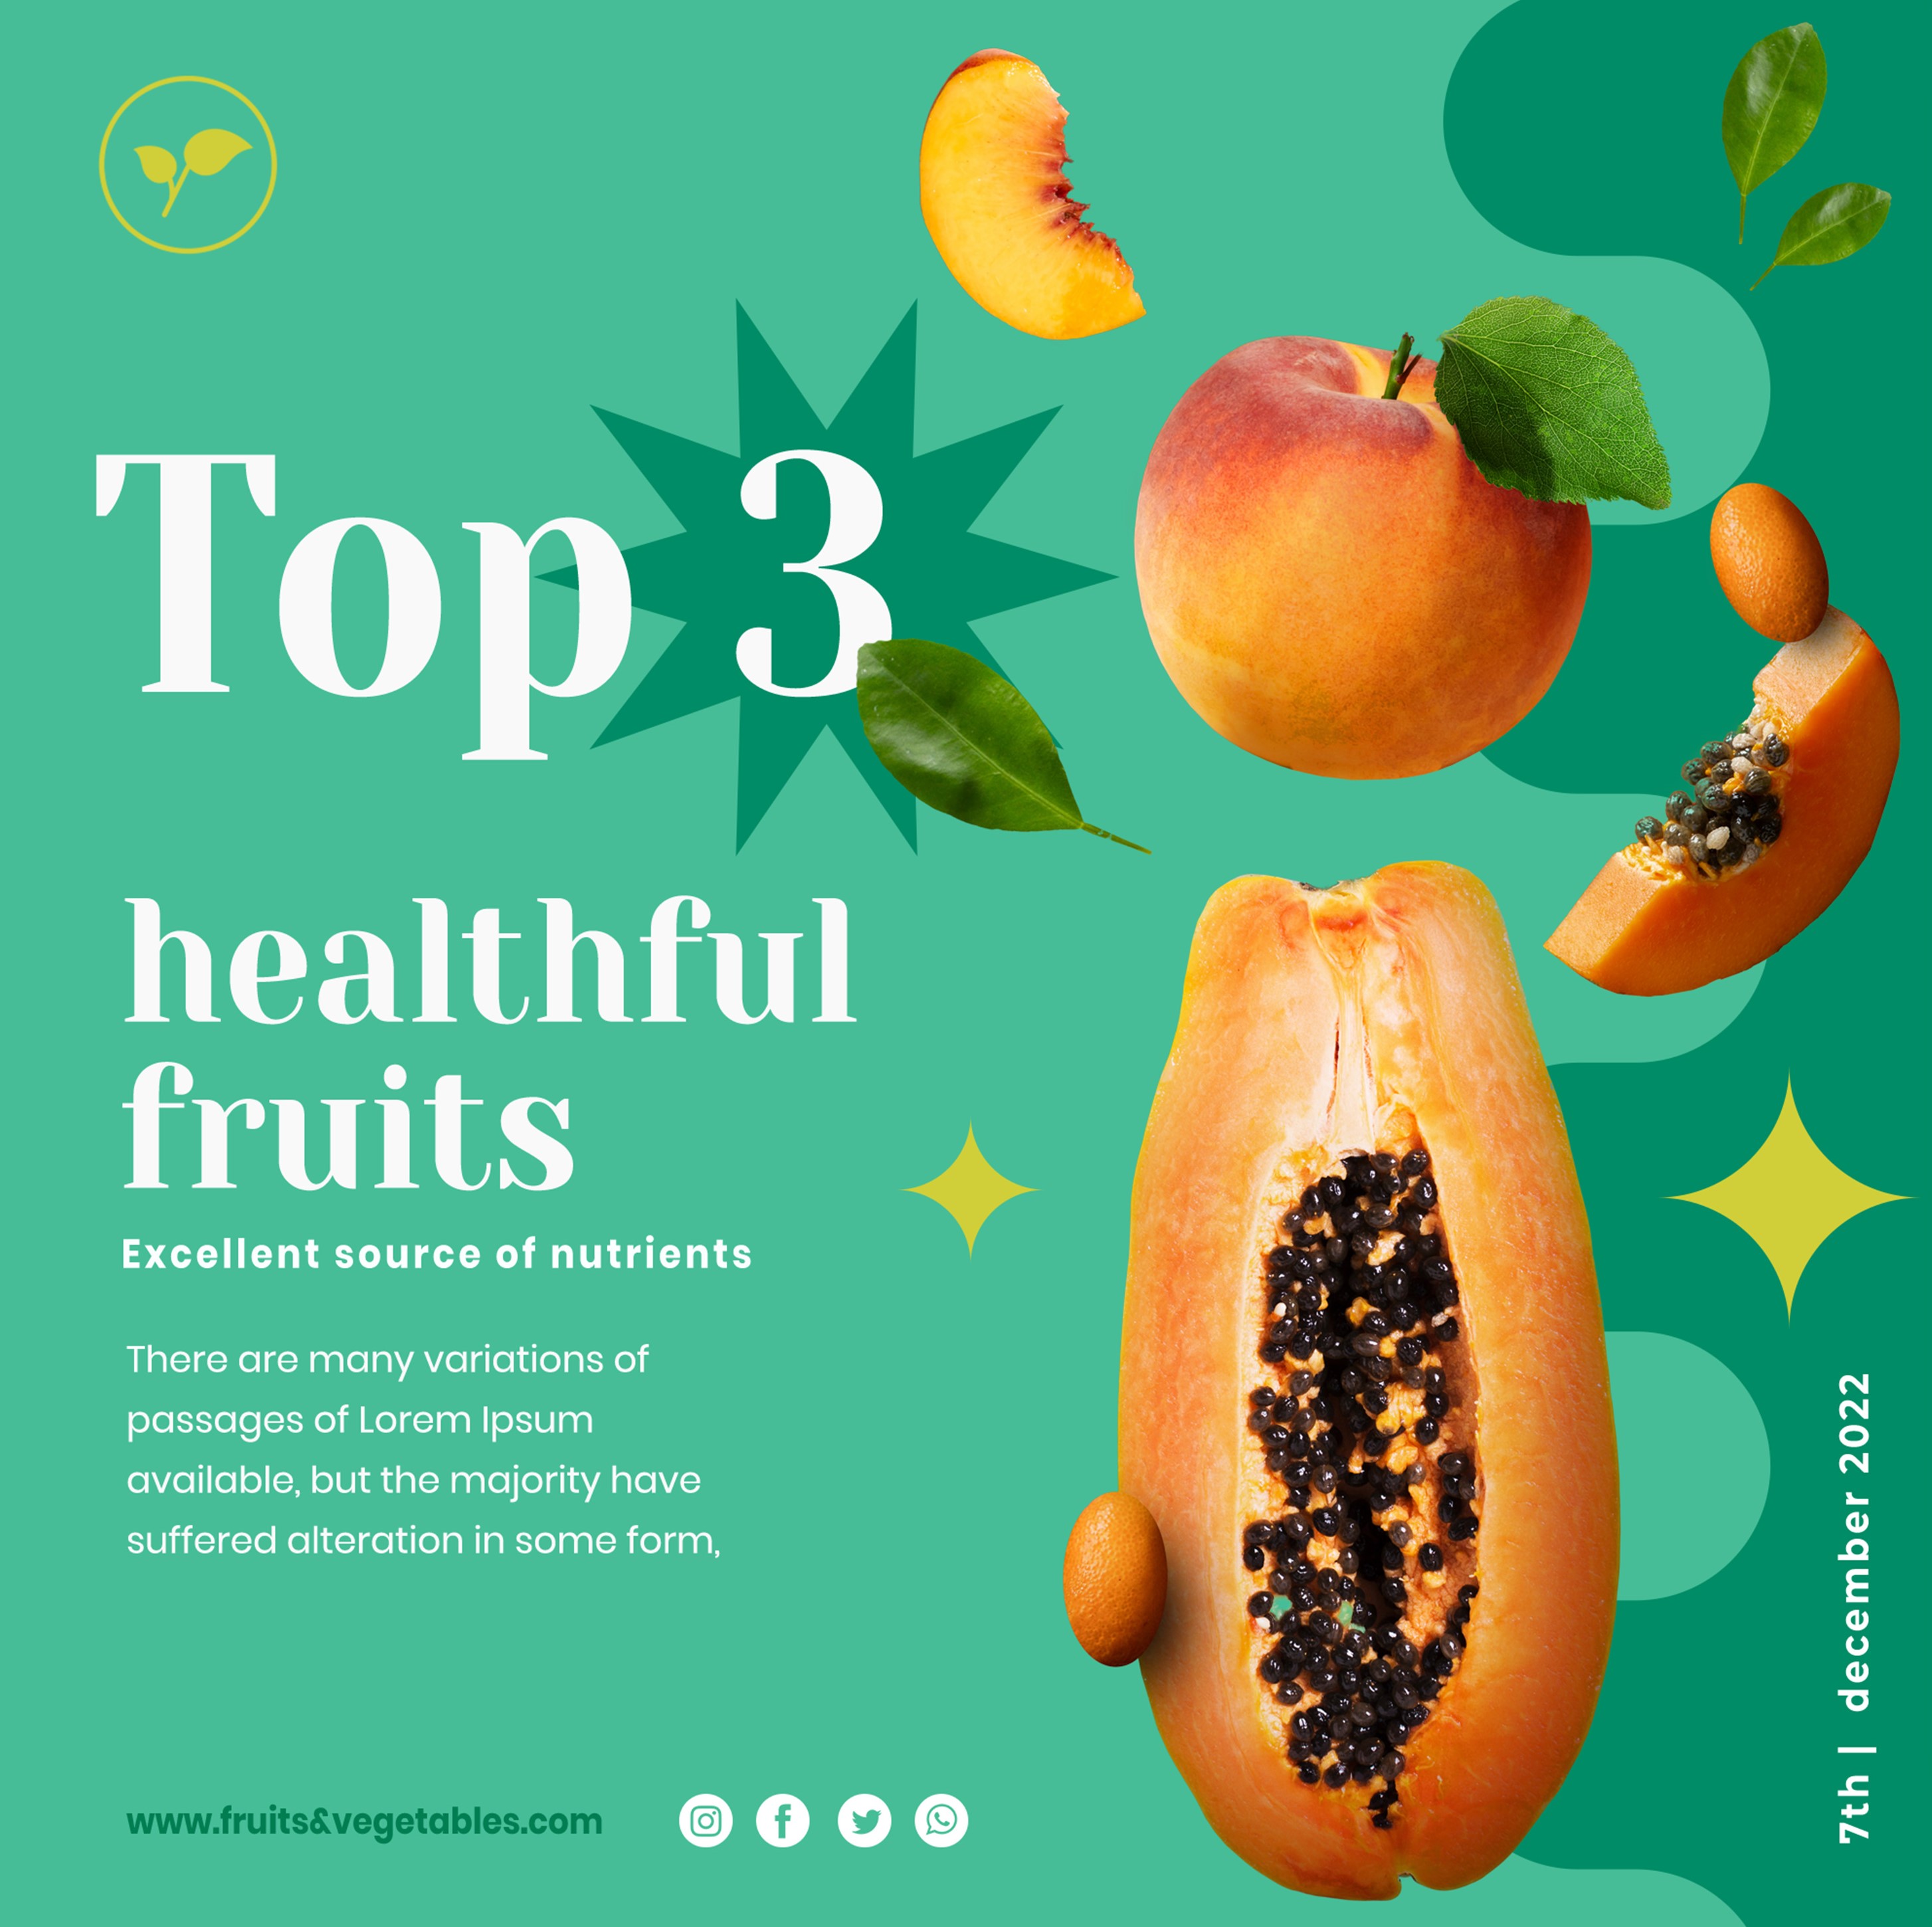 Top 3
healthful
fruits
Excellent source of nutrients
There are many variations of
passages of Lorem Ipsum
available, but the majority have
suffered alteration in some form,
www.fruits&vegetables.com
7th | december 2022